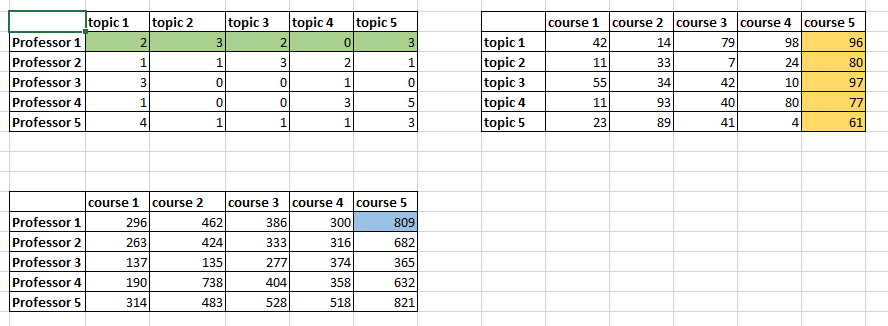 topic 1 topic 2 topic 3 topic 4 topic 5
Professor 1 2 3 2 0 3
Professor 2 1 1 3 2 1
Professor 3 3 0 0 1 0
Professor 4 1 0 0 3 5
Professor 5 4 1 1 1 3
course 1 course 2 course 3 course 4 course 5
topic 1 42 14 79 98 96
topic 2 11 33 7 24 80
topic 3 55 34 42 10 97
topic 4 11 93 40 80 77
topic 5 23 89 41 4 61
course 1 course 2 course 3 course 4 course 5
Professor 1 296 462 386 300 809
Professor 2 263 424 333 316 682
Professor 3 137 135 277 374 365
Professor 4 190 738 404 358 632
Professor 5 314 483 528 518 821